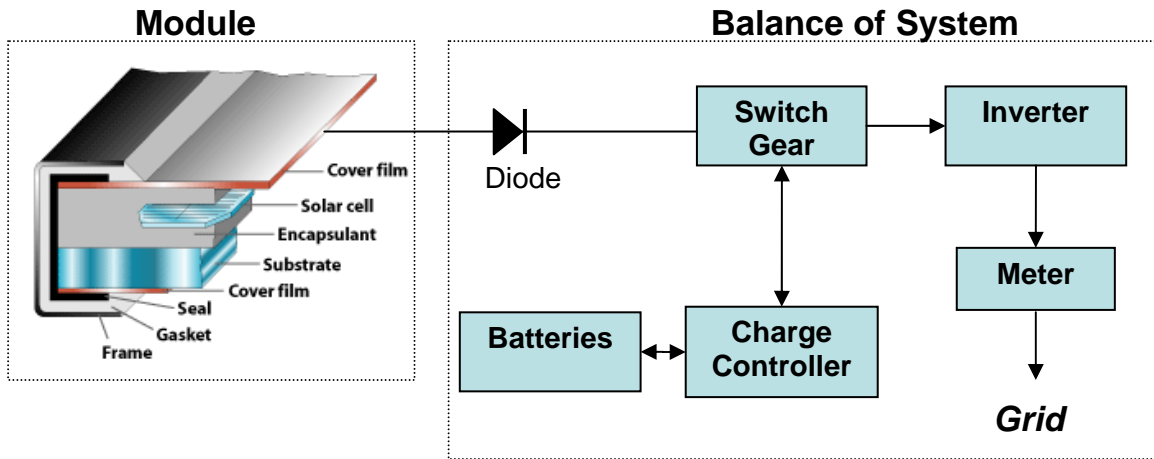 Module
Balance of System
Cover film
Solar cell
Encapsulant
Substrate
Cover film
Seal
Gasket
Frame
Diode
Switch
Gear
Inverter
Meter
Batteries
Charge
Controller
Grid